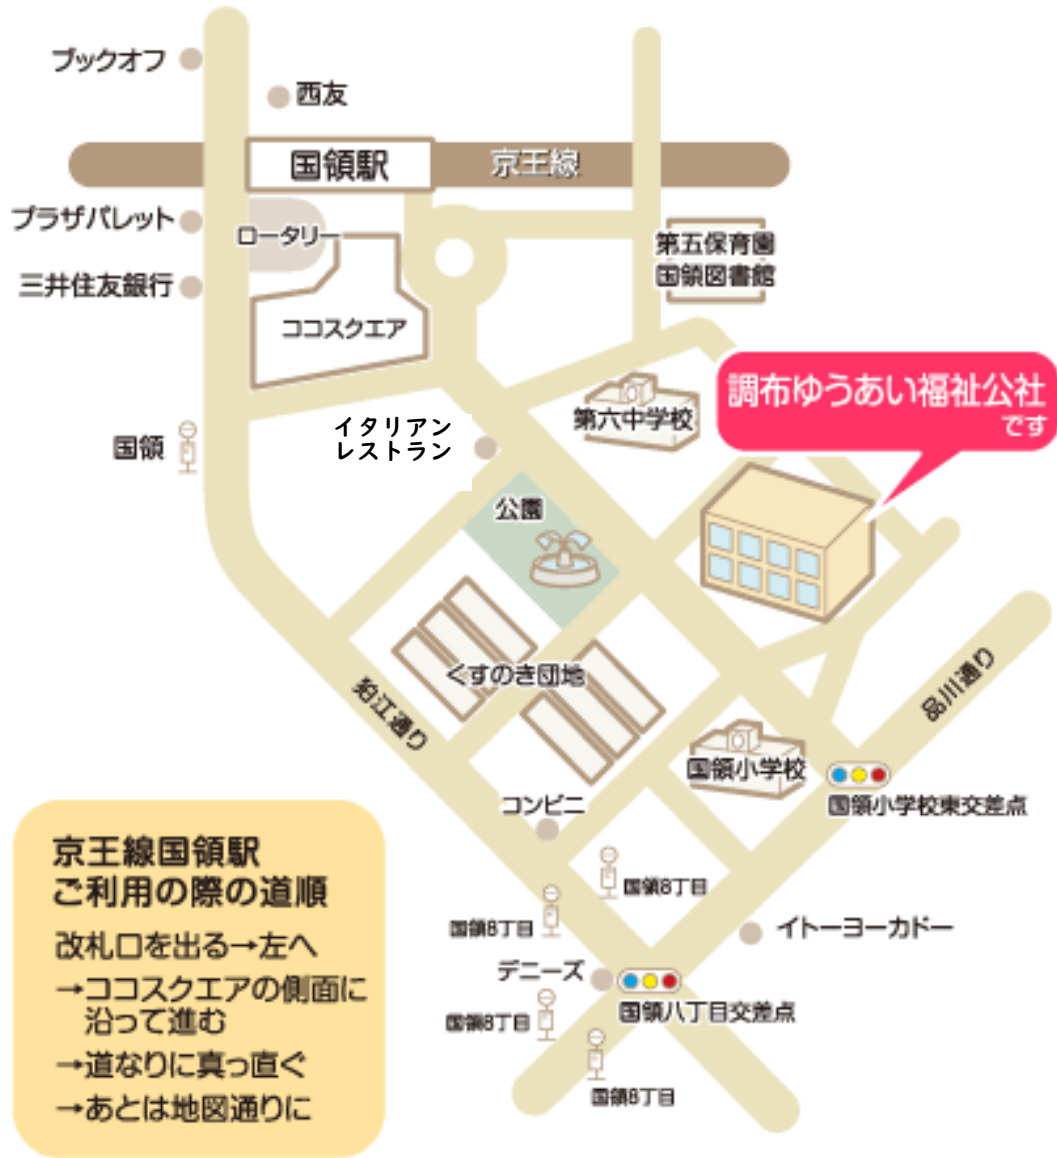 ブックオフ
西友
国領駅
京王線
プラザパレット
ロータリー
第五保育園
国領図書館
三井住友銀行
ココスクエア
調布ゆうあい福祉公社
です
第六中学校
イタリアン
レストラン
国領
公園
くすのき団地
狛江通り
品川通り
国領小学校
国領小学校東交差点
コンビニ
国領8丁目
国領8丁目
イトーヨーカドー
デニーズ
国領八丁目交差点
国領8丁目
国領8丁目
京王線国領駅
ご利用の際の道順
改札口を出る→左へ
→ココスクエアの側面に
沿って進む
→道なりに真っ直ぐ
→あとは地図通りに